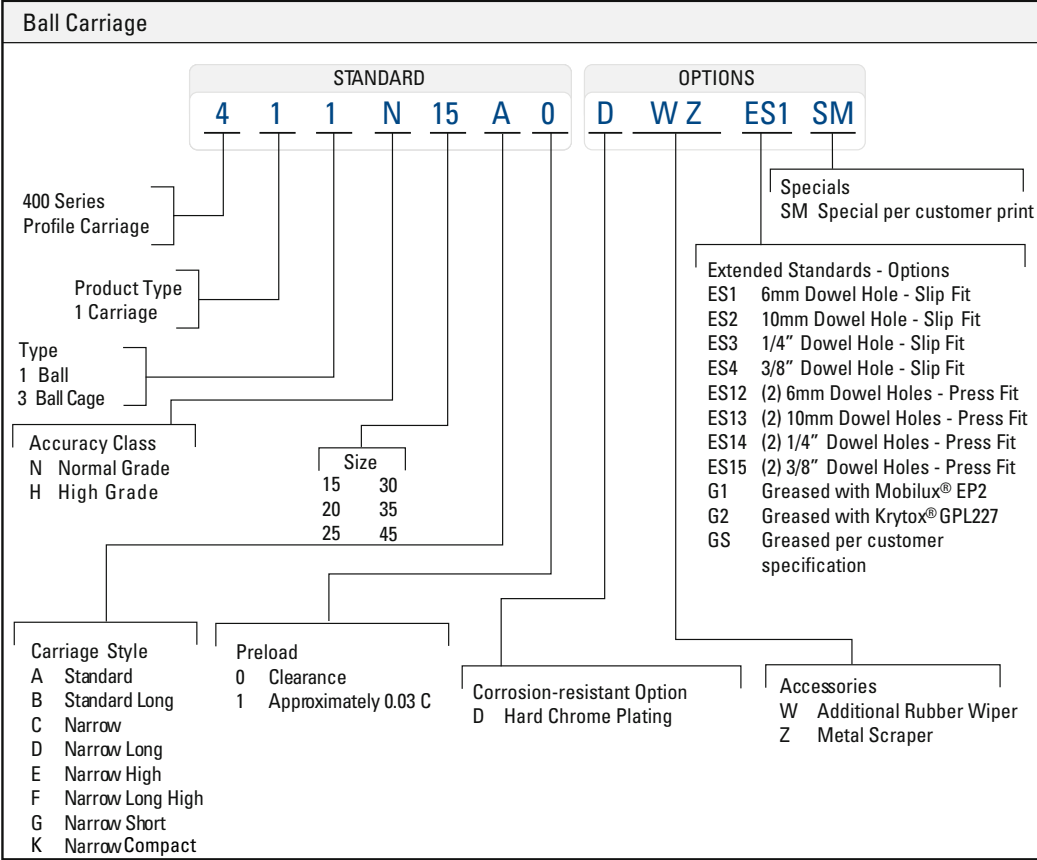 Ball Carriage
STANDARD OPTIONS
4 1 1 N 15 A 0 D W Z ES1 SM
400 Series
Profile Carriage
Product Type
1 Carriage
Type
1 Ball
3 Ball Cage
Accuracy Class
N Normal Grade
H High Grade
Size
15 30
20 35
25 45
Specials
SM Special per customer print
Extended Standards - Options
ES1 6mm Dowel Hole - Slip Fit
ES2 10mm Dowel Hole - Slip Fit
ES3 1/4” Dowel Hole - Slip Fit
ES4 3/8” Dowel Hole - Slip Fit
ES12 (2) 6mm Dowel Holes - Press Fit
ES13 (2) 10mm Dowel Holes - Press Fit
ES14 (2) 1/4” Dowel Holes - Press Fit
ES15 (2) 3/8” Dowel Holes - Press Fit
G1 Greased with Mobilux® EP2
G2 Greased with Krytox® GPL227
GS Greased per customer
specification
Carriage Style
A Standard
B Standard Long
C Narrow
D Narrow Long
E Narrow High
F Narrow Long High
G Narrow Short
K Narrow Compact
Preload
0 Clearance
1 Approximately 0.03 C
Corrosion-resistant Option
D Hard Chrome Plating
Accessories
W Additional Rubber Wiper
Z Metal Scraper